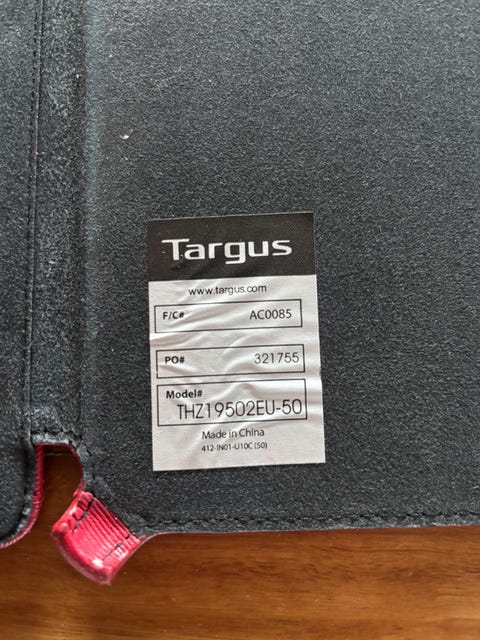 Targus
www.targus.com
F/C# AC0085
PO# 321755
Model#
THZ19502EU-50
Made in China
412-IN01-U10C (50)